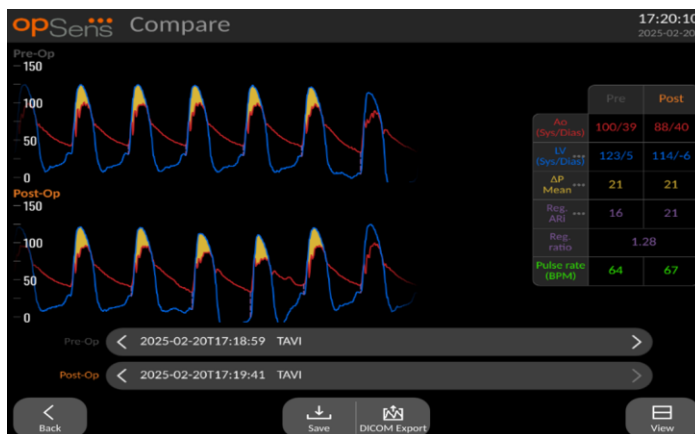 opSens Compare
17:20:10
2025-02-20
Pre-Op
150
100
50
0
Post-Op
150
100
50
0
Pre Post
Ao (Sys/Dias) 100/39 88/40
LV (Sys/Dias) ... 123/5 114/-6
ΔP Mean ... 21 21
Reg. ARi ... 16 21
Reg. ratio 1.28
Pulse rate (BPM) 64 67
Pre-Op 2025-02-20T17:18:59 TAVI
Post-Op 2025-02-20T17:19:41 TAVI
Back Save DICOM Export View